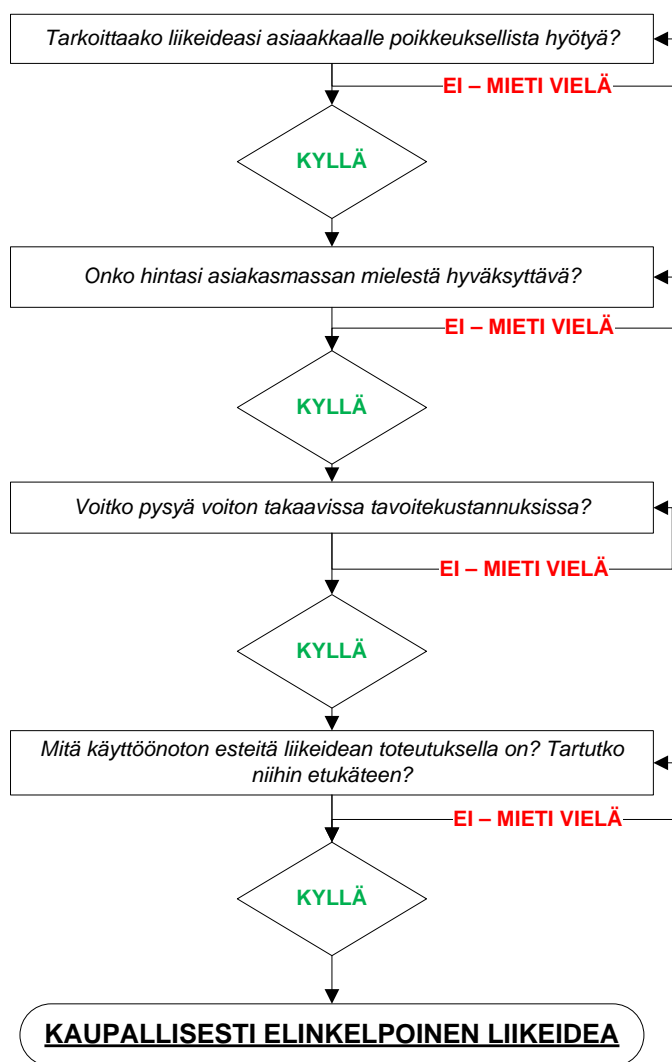 Tarkoittaako liikeideasi asiaakkaalle poikkeuksellista hyötyä?
EI – MIETI VIELÄ
KYLLÄ
Onko hintasi asiakasmassan mielestä hyväksyttävä?
EI – MIETI VIELÄ
KYLLÄ
Voitko pysyä voiton takaavissa tavoitekustannuksissa?
EI – MIETI VIELÄ
KYLLÄ
Mitä käyttöönoton esteitä liikeidean toteutuksella on? Tartutko
niihin etukäteen?
EI – MIETI VIELÄ
KYLLÄ
KAUPALLISESTI ELINKELPOINEN LIIKEIDEA